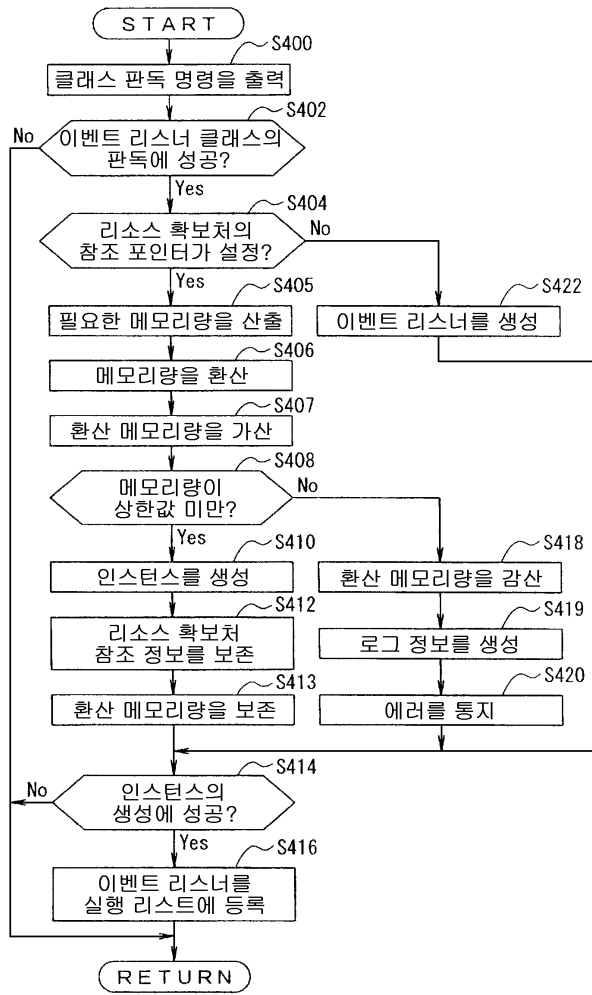 START
S400
클래스 판독 명령을 출력
S402
No
이벤트 리스너 클래스의
판독에 성공?
Yes
S404
리소스 확보처의
참조 포인터가 설정?
No
Yes
S405
S422
필요한 메모리량을 산출
이벤트 리스너를 생성
S406
메모리량을 환산
S407
환산 메모리량을 가산
S408
메모리량이
상한값 미만?
No
Yes
S410
S418
인스턴스를 생성
환산 메모리량을 감산
S412
S419
리소스 확보처
참조 정보를 보존
로그 정보를 생성
S413
S420
환산 메모리량을 보존
에러를 통지
S414
No
인스턴스의
생성에 성공?
Yes
S416
이벤트 리스너를
실행 리스트에 등록
RETURN